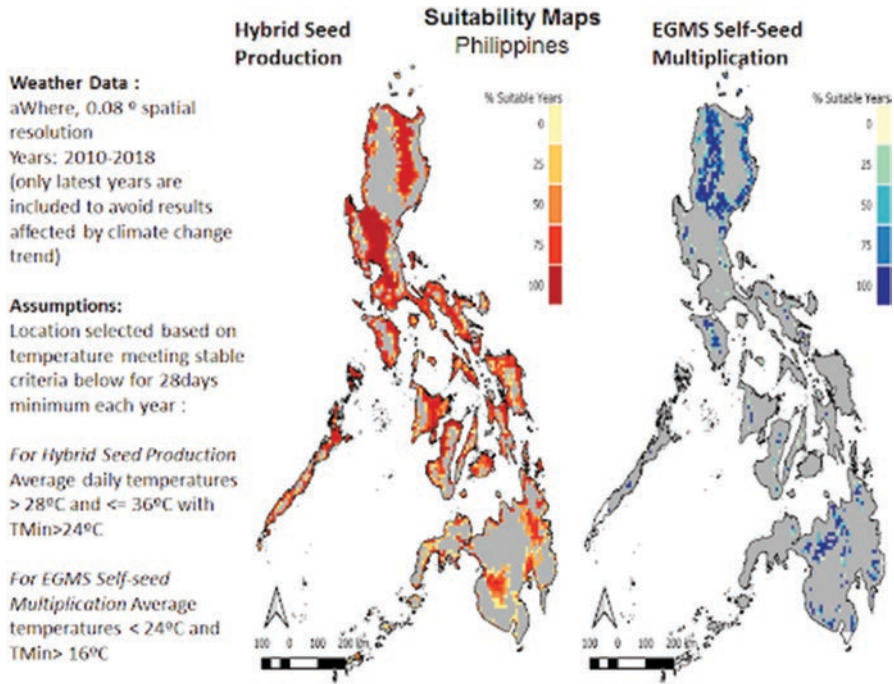 Suitability Maps
Philippines
Hybrid Seed
Production
EGMS Self-Seed
Multiplication
Weather Data :
aWhere, 0.08 º spatial
resolution
Years: 2010-2018
(only latest years are
included to avoid results
affected by climate change
trend)
Assumptions:
Location selected based on
temperature meeting stable
criteria below for 28days
minimum each year :
For Hybrid Seed Production
Average daily temperatures
> 28ºC and <= 36ºC with
TMin>24ºC
For EGMS Self-seed
Multiplication Average
temperatures < 24ºC and
TMin> 16ºC
% Suitable Years
0
25
50
75
100
100 0 100 200 km
% Suitable Years
0
25
50
75
100
100 0 100 200 km